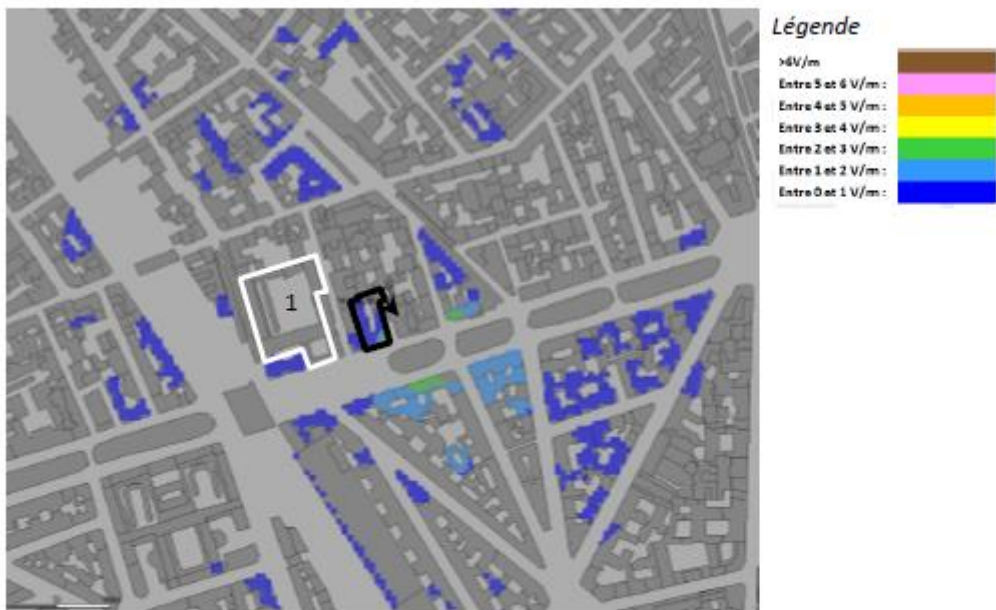 Légende
>6V/m
Entre 5 et 6 V/m :
Entre 4 et 5 V/m :
Entre 3 et 4 V/m :
Entre 2 et 3 V/m :
Entre 1 et 2 V/m :
Entre 0 et 1 V/m :
1